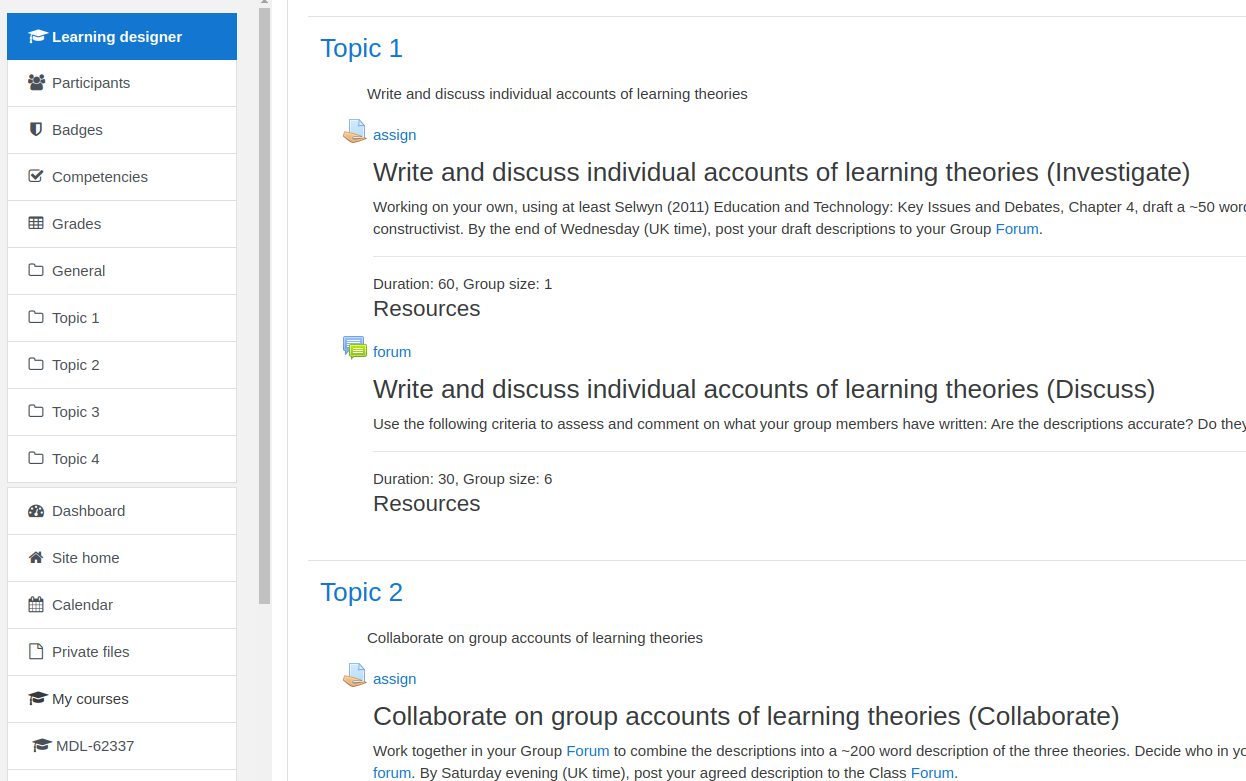 Learning designer
Participants
Badges
Competencies
Grades
General
Topic 1
Topic 2
Topic 3
Topic 4
Dashboard
Site home
Calendar
Private files
My courses
MDL-62337
Topic 1
Write and discuss individual accounts of learning theories
assign
Write and discuss individual accounts of learning theories (Investigate)
Working on your own, using at least Selwyn (2011) Education and Technology: Key Issues and Debates, Chapter 4, draft a ~50
constructivist. By the end of Wednesday (UK time), post your draft descriptions to your Group Forum.
Duration: 60, Group size: 1
Resources
forum
Write and discuss individual accounts of learning theories (Discuss)
Use the following criteria to assess and comment on what your group members have written: Are the descriptions accurate? Do they
Duration: 30, Group size: 6
Resources
Topic 2
Collaborate on group accounts of learning theories
assign
Collaborate on group accounts of learning theories (Collaborate)
Work together in your Group Forum to combine the descriptions into a ~200 word description of the three theories. Decide who in
forum. By Saturday evening (UK time), post your agreed description to the Class Forum.